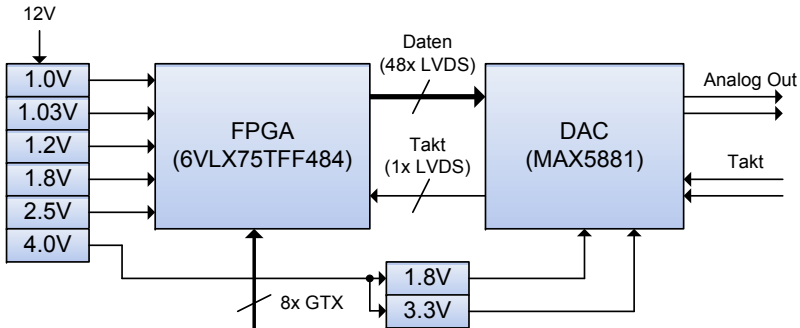 12V
1.0V
1.03V
1.2V
1.8V
2.5V
4.0V
FPGA
(6VLX75TFF484)
Daten
(48x LVDS)
Takt
(1x LVDS)
DAC
(MAX5881)
Analog Out
Takt
8x GTX
1.8V
3.3V